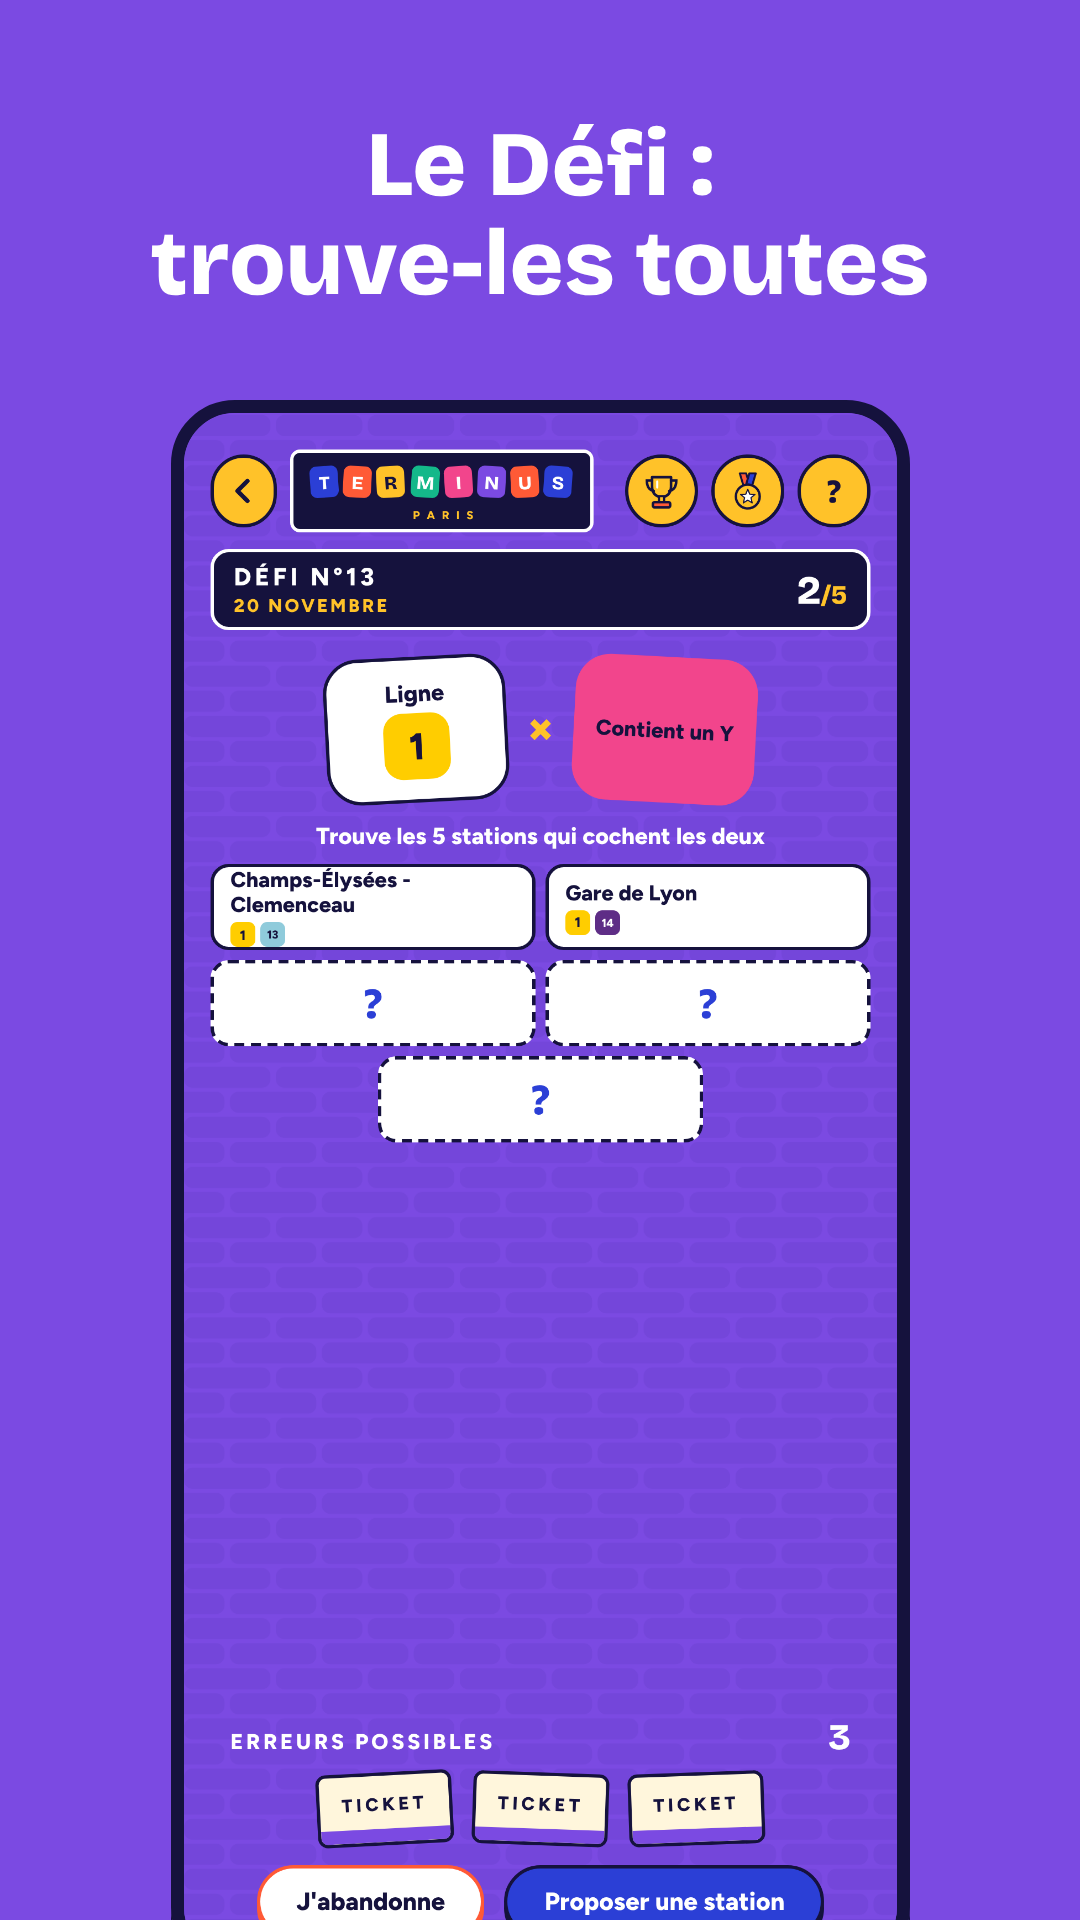 Le Défi :
trouve-les toutes
TERMINUS
PARIS
?
DÉFI N°13
20 NOVEMBRE
2/5
Ligne
1
×
Contient un Y
Trouve les 5 stations qui cochent les deux
Champs-Élysées -
Clemenceau
1 13
Gare de Lyon
1 14
?
?
?
ERREURS POSSIBLES
3
TICKET
TICKET
TICKET
J'abandonne
Proposer une station